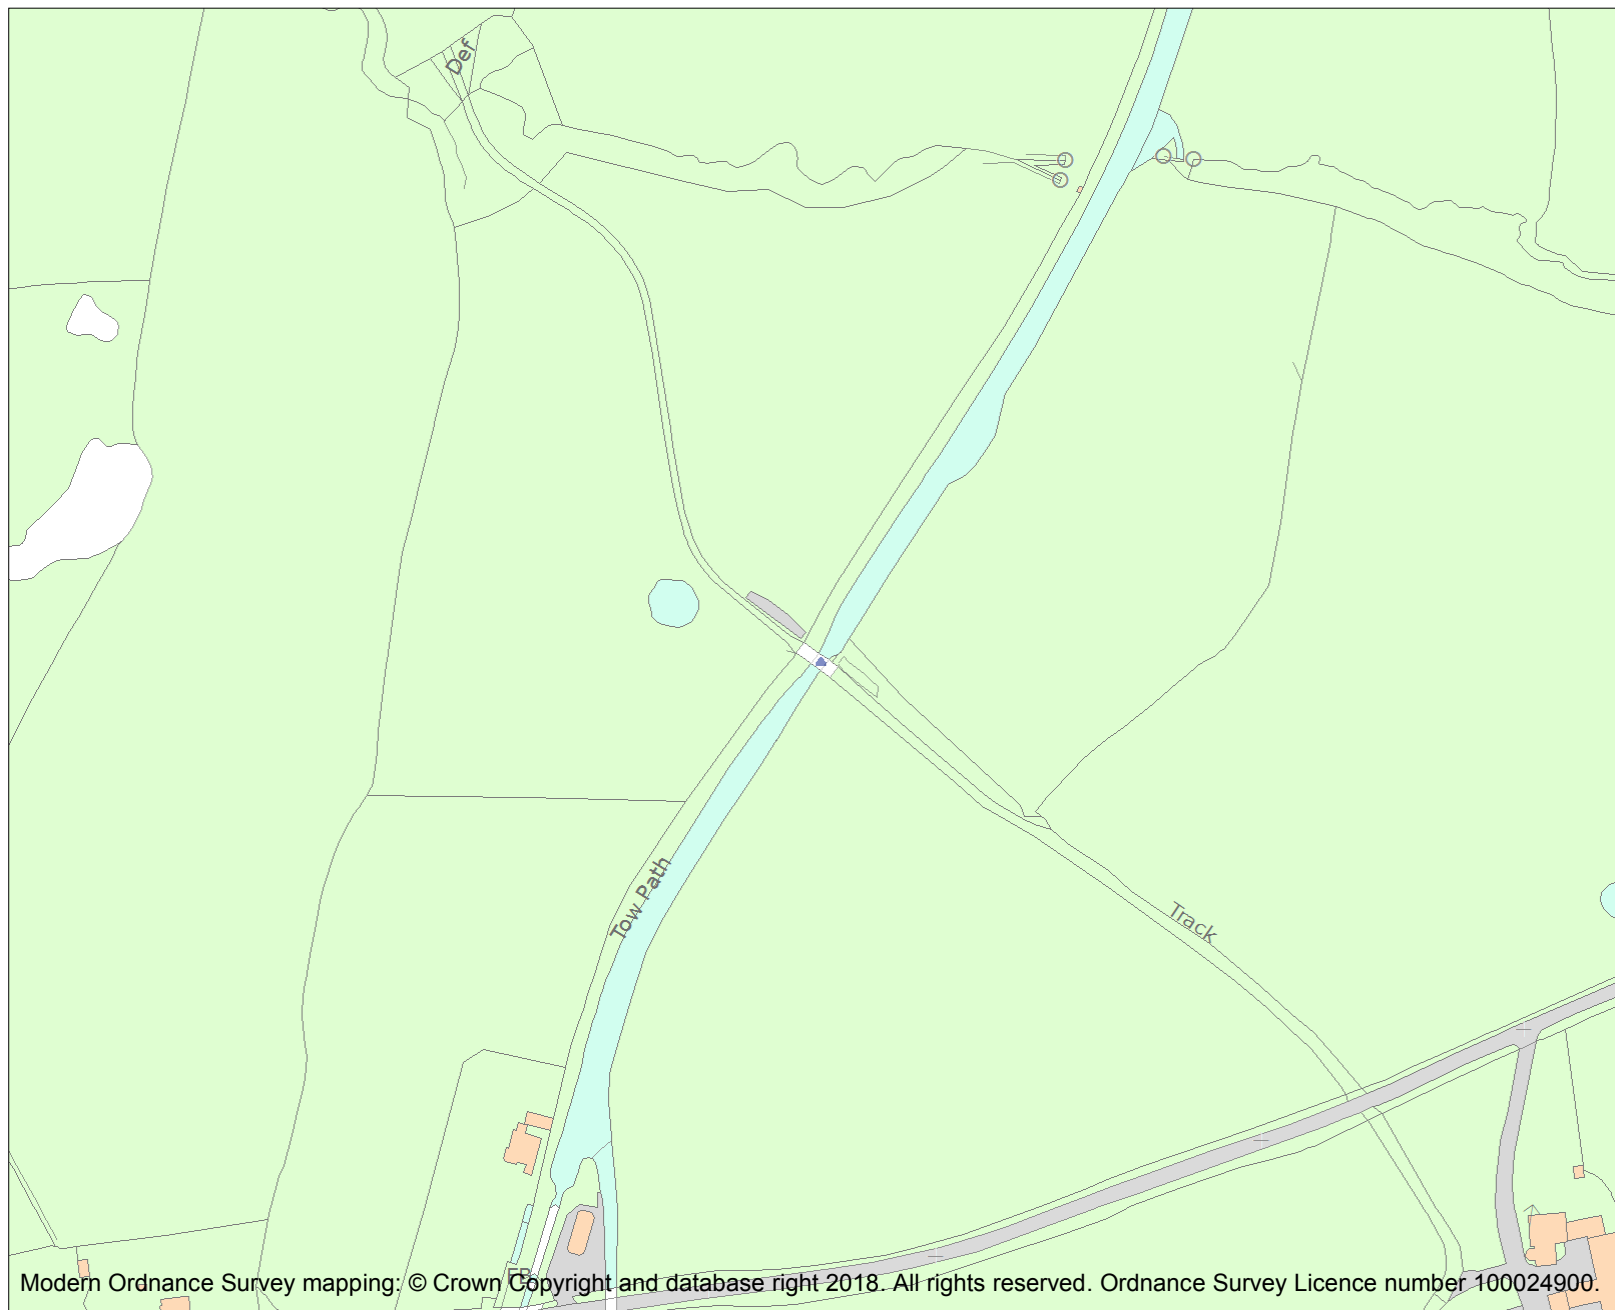 Def
Tow Path
Track
FB
Modern Ordnance Survey mapping: © Crown Copyright and database right 2018. All rights reserved. Ordnance Survey Licence number 100024900.